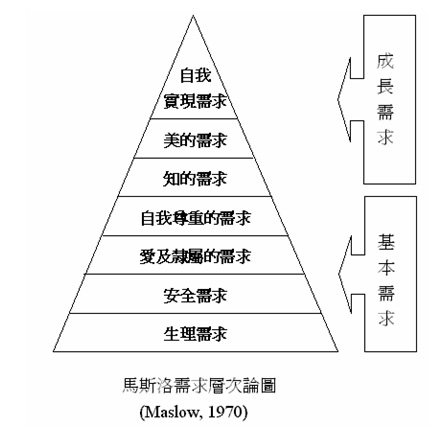 自我
實現需求
美的需求
知的需求
自我尊重的需求
愛及隸屬的需求
安全需求
生理需求
成長需求
基本需求
馬斯洛需求層次論圖
(Maslow, 1970)